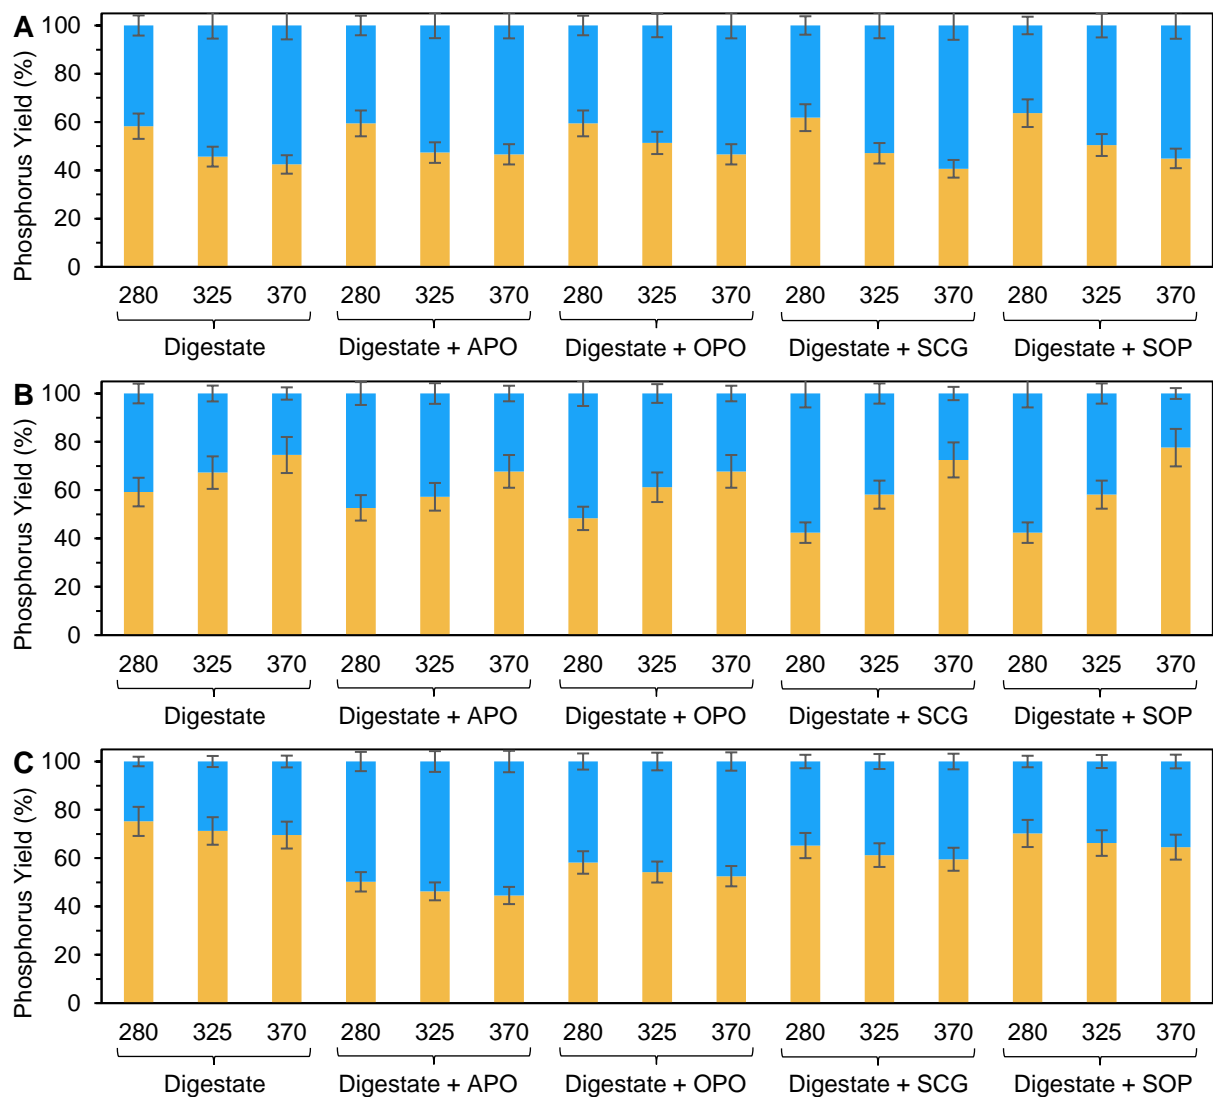 A
Phosphorus Yield (%)
100
80
60
40
20
0
280 325 370 280 325 370 280 325 370 280 325 370 280 325 370
Digestate Digestate + APO Digestate + OPO Digestate + SCG Digestate + SOP
B
Phosphorus Yield (%)
100
80
60
40
20
0
280 325 370 280 325 370 280 325 370 280 325 370 280 325 370
Digestate Digestate + APO Digestate + OPO Digestate + SCG Digestate + SOP
C
Phosphorus Yield (%)
100
80
60
40
20
0
280 325 370 280 325 370 280 325 370 280 325 370 280 325 370
Digestate Digestate + APO Digestate + OPO Digestate + SCG Digestate + SOP